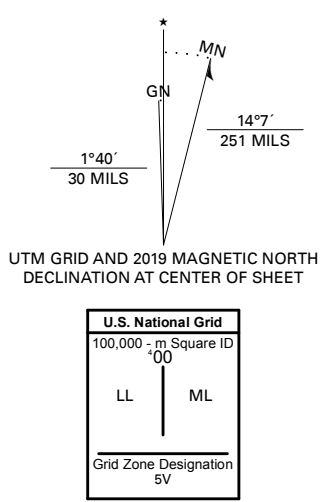 ★
MN
GN
14°7´
251 MILS
1°40´
30 MILS
UTM GRID AND 2019 MAGNETIC NORTH
DECLINATION AT CENTER OF SHEET
U.S. National Grid
100,000 - m Square ID
⁴00
LL ML
Grid Zone Designation
5V